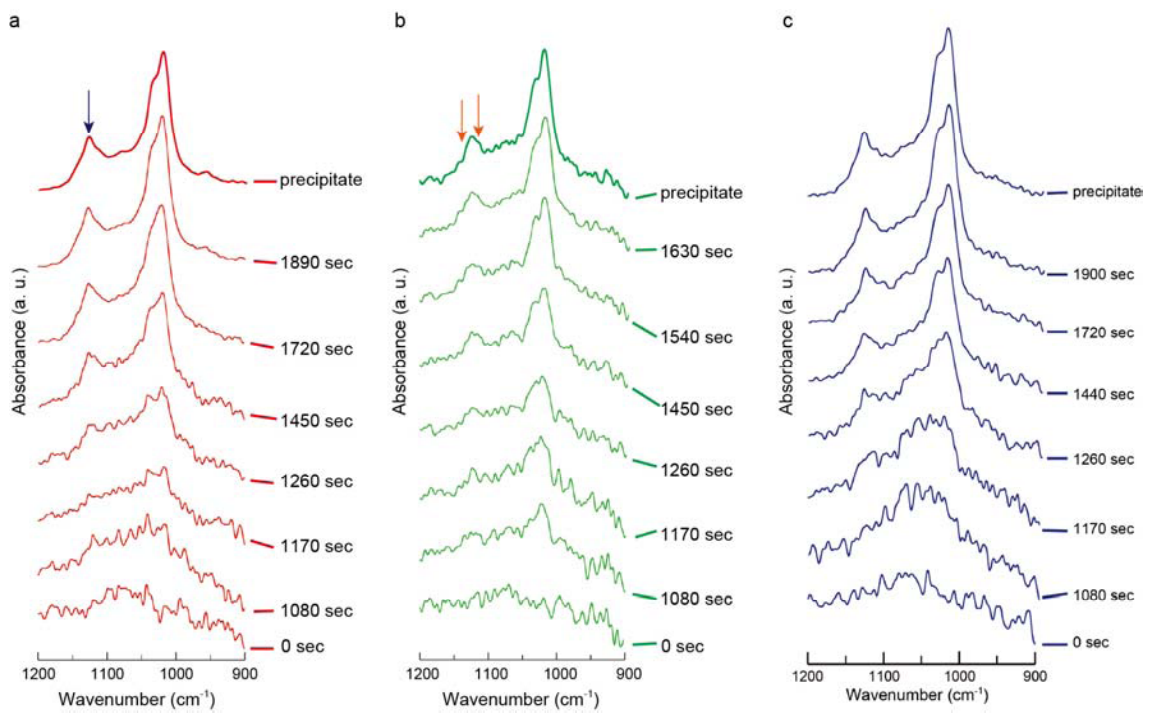 a
Absorbance (a. u.)
precipitate
1890 sec
1720 sec
1450 sec
1260 sec
1170 sec
1080 sec
0 sec
1200 1100 1000 900
Wavenumber (cm⁻¹)
b
Absorbance (a. u.)
precipitate
1630 sec
1540 sec
1450 sec
1260 sec
1170 sec
1080 sec
0 sec
1200 1100 1000 900
Wavenumber (cm⁻¹)
c
Absorbance (a. u.)
precipitate
1900 sec
1720 sec
1440 sec
1260 sec
1170 sec
1080 sec
0 sec
1200 1100 1000 900
Wavenumber (cm⁻¹)